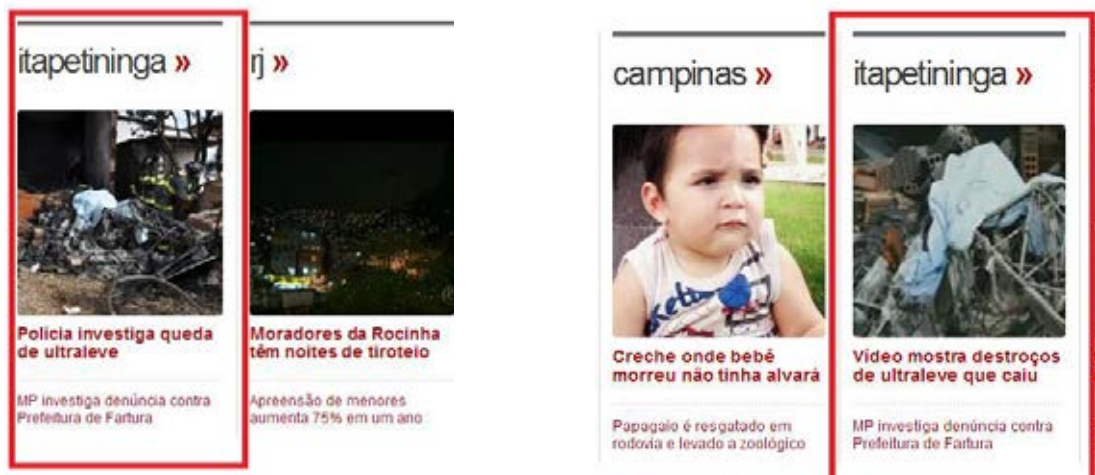 itapetininga »
Polícia investiga queda
de ultraleve
MP investiga denúncia contra
Prefeitura de Fartura
rj »
Moradores da Rocinha
têm noites de tiroteio
Apreensão de menores
aumenta 75% em um ano
campinas »
Creche onde bebê
morreu não tinha alvará
Papagaio é resgatado em
rodovia e levado a zoológico
itapetininga »
Vídeo mostra destroços
de ultraleve que caiu
MP investiga denúncia contra
Prefeitura de Fartura